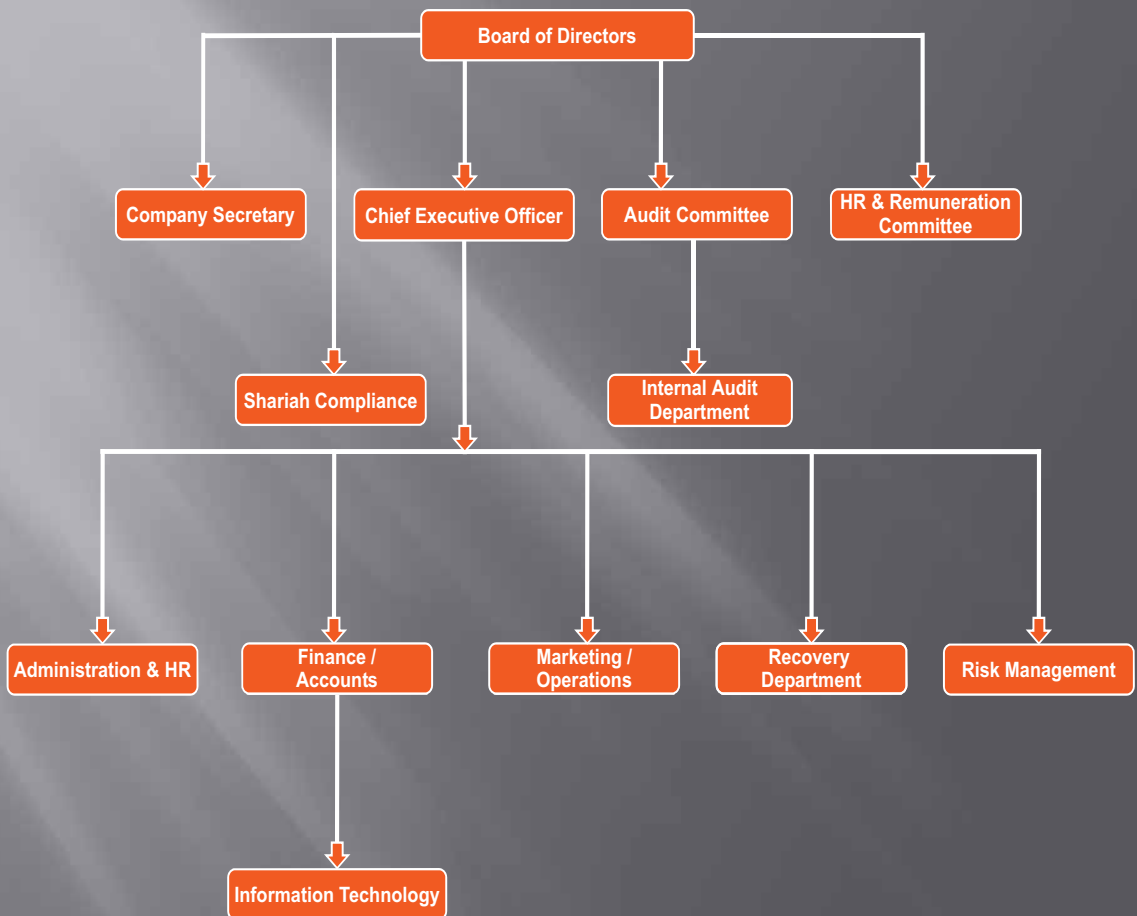 Board of Directors
Company Secretary
Chief Executive Officer
Audit Committee
HR & Remuneration
Committee
Shariah Compliance
Internal Audit
Department
Administration & HR
Finance /
Accounts
Marketing /
Operations
Recovery
Department
Risk Management
Information Technology